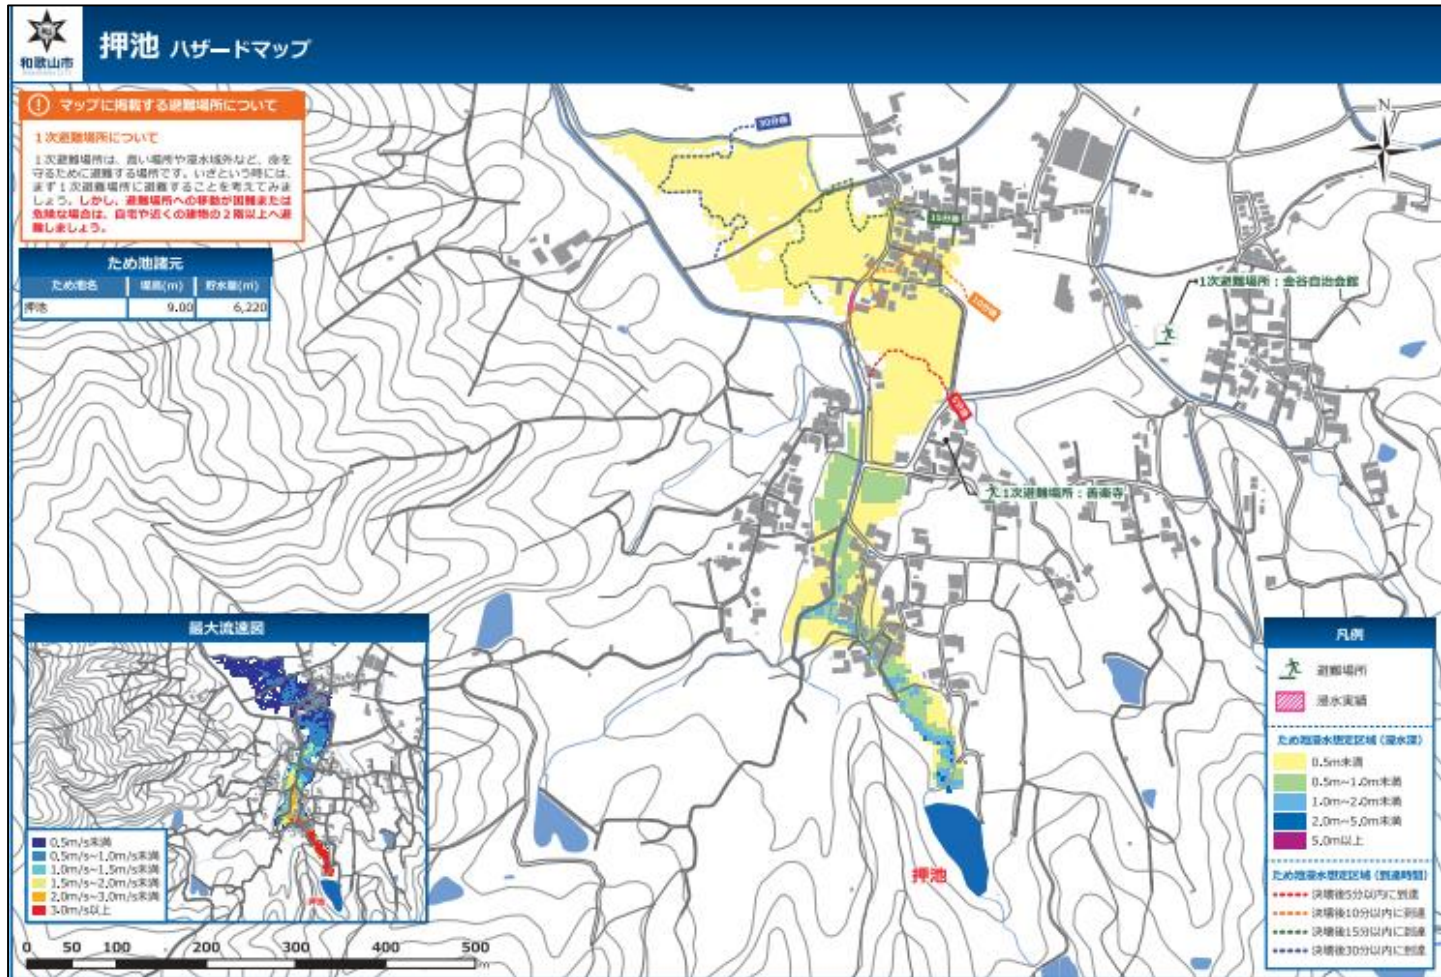 和歌山市
押池 ハザードマップ
マップに掲載する避難場所について
1次避難場所について
1次避難場所は、高い場所や浸水域外など、命を
守るために避難する場所です。いざという時には、
まず1次避難場所に避難することを考えてみま
しょう。しかし、避難場所への移動が困難または
危険な場合は、自宅や近くの建物の2階以上へ避
難しましょう。
ため池諸元
ため池名 堤高(m) 貯水量(m)
押池 9.00 6,220
30分後
15分後
10分後
5分後
N
1次避難場所：金谷自治会館
1次避難場所：善楽寺
押池
最大流速図
0.5m/s未満
0.5m/s~1.0m/s未満
1.0m/s~1.5m/s未満
1.5m/s~2.0m/s未満
2.0m/s~3.0m/s未満
3.0m/s以上
押池
0 50 100 200 300 400 500
m
凡例
避難場所
浸水実績
ため池浸水想定区域（浸水深）
0.5m未満
0.5m~1.0m未満
1.0m~2.0m未満
2.0m~5.0m未満
5.0m以上
ため池浸水想定区域（到達時間）
決壊後5分以内に到達
決壊後10分以内に到達
決壊後15分以内に到達
決壊後30分以内に到達